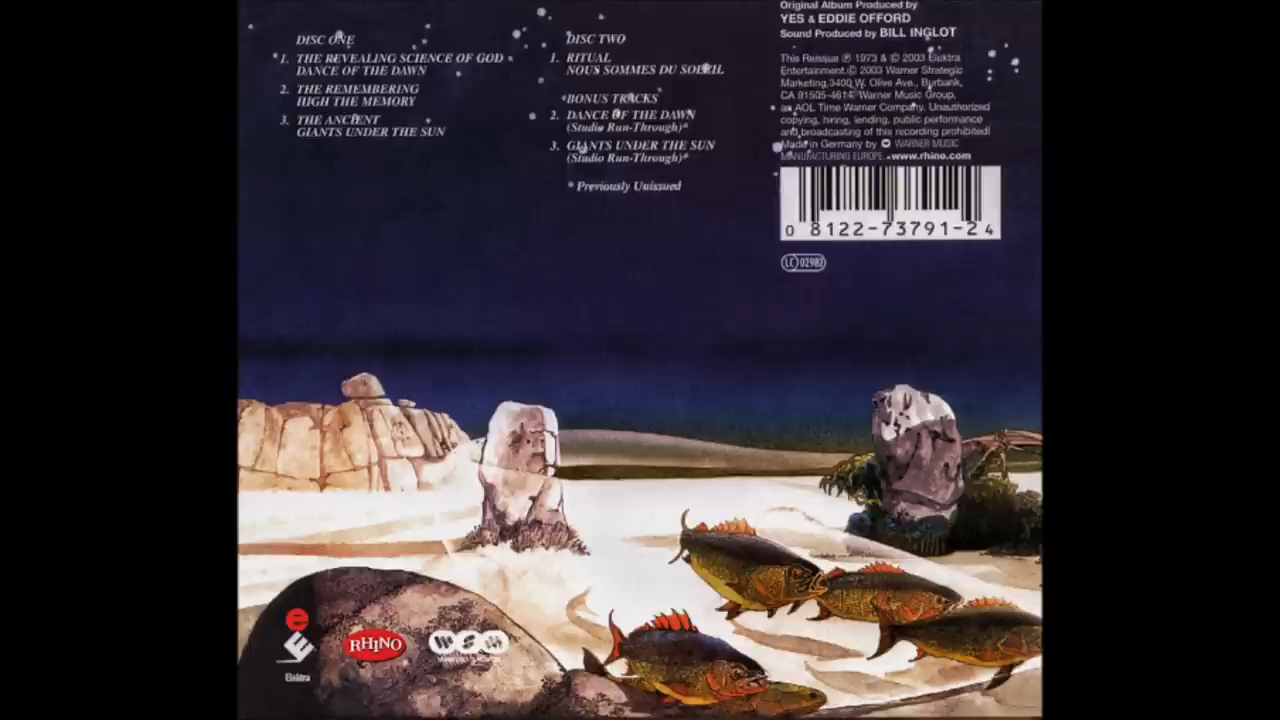 DISC ONE
1. THE REVEALING SCIENCE OF GOD
DANCE OF THE DAWN
2. THE REMEMBERING
HIGH THE MEMORY
3. THE ANCIENT
GIANTS UNDER THE SUN
DISC TWO
1. RITUAL
NOUS SOMMES DU SOLEIL
BONUS TRACKS
2. DANCE OF THE DAWN
(Studio Run-Through)*
3. GIANTS UNDER THE SUN
(Studio Run-Through)*
* Previously Unissued
Original Album Produced by
YES & EDDIE OFFORD
Sound Produced by BILL INGLOT
This Reissue ℗ 1973 & © 2003 Elektra
Entertainment © 2003 Warner Strategic
Marketing, 3400 W. Olive Ave., Burbank,
CA 91505-4614 Warner Music Group,
an AOL Time Warner Company. Unauthorized
copying, hiring, lending, public performance
and broadcasting of this recording prohibited!
Made in Germany by WARNER MUSIC
MANUFACTURING EUROPE. www.rhino.com
0 8122-73791-2 4
LC 02982
e
E
Elektra
RHINO
W S M